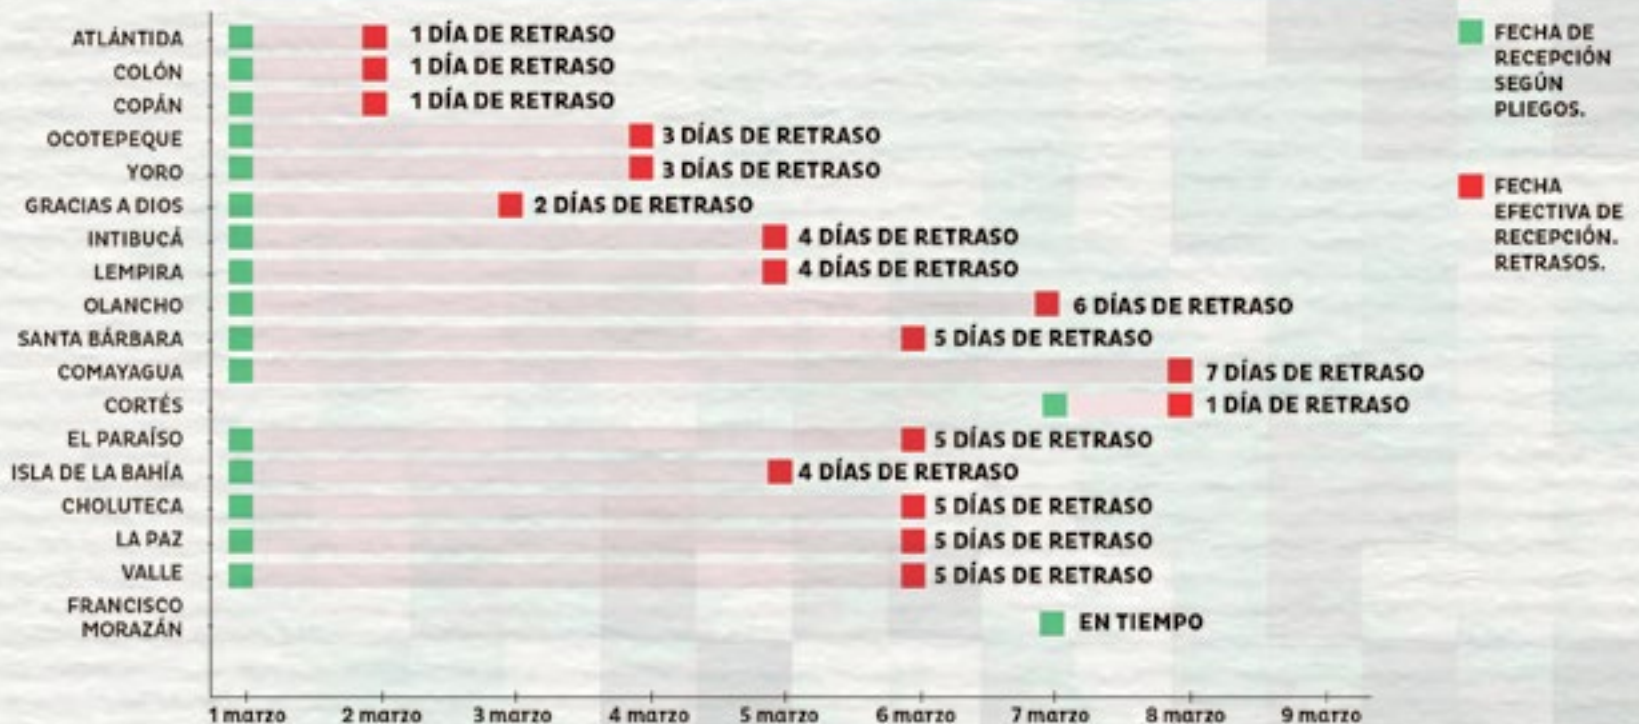 ATLÁNTIDA 1 DÍA DE RETRASO
COLÓN 1 DÍA DE RETRASO
COPÁN 1 DÍA DE RETRASO
OCOTEPEQUE 3 DÍAS DE RETRASO
YORO 3 DÍAS DE RETRASO
GRACIAS A DIOS 2 DÍAS DE RETRASO
INTIBUCÁ 4 DÍAS DE RETRASO
LEMPIRA 4 DÍAS DE RETRASO
OLANCHO 6 DÍAS DE RETRASO
SANTA BÁRBARA 5 DÍAS DE RETRASO
COMAYAGUA 7 DÍAS DE RETRASO
CORTÉS 1 DÍA DE RETRASO
EL PARAÍSO 5 DÍAS DE RETRASO
ISLA DE LA BAHÍA 4 DÍAS DE RETRASO
CHOLUTECA 5 DÍAS DE RETRASO
LA PAZ 5 DÍAS DE RETRASO
VALLE 5 DÍAS DE RETRASO
FRANCISCO
MORAZÁN EN TIEMPO
1 marzo 2 marzo 3 marzo 4 marzo 5 marzo 6 marzo 7 marzo 8 marzo 9 marzo
FECHA DE
RECEPCIÓN
SEGÚN
PLIEGOS.
FECHA
EFECTIVA DE
RECEPCIÓN.
RETRASOS.